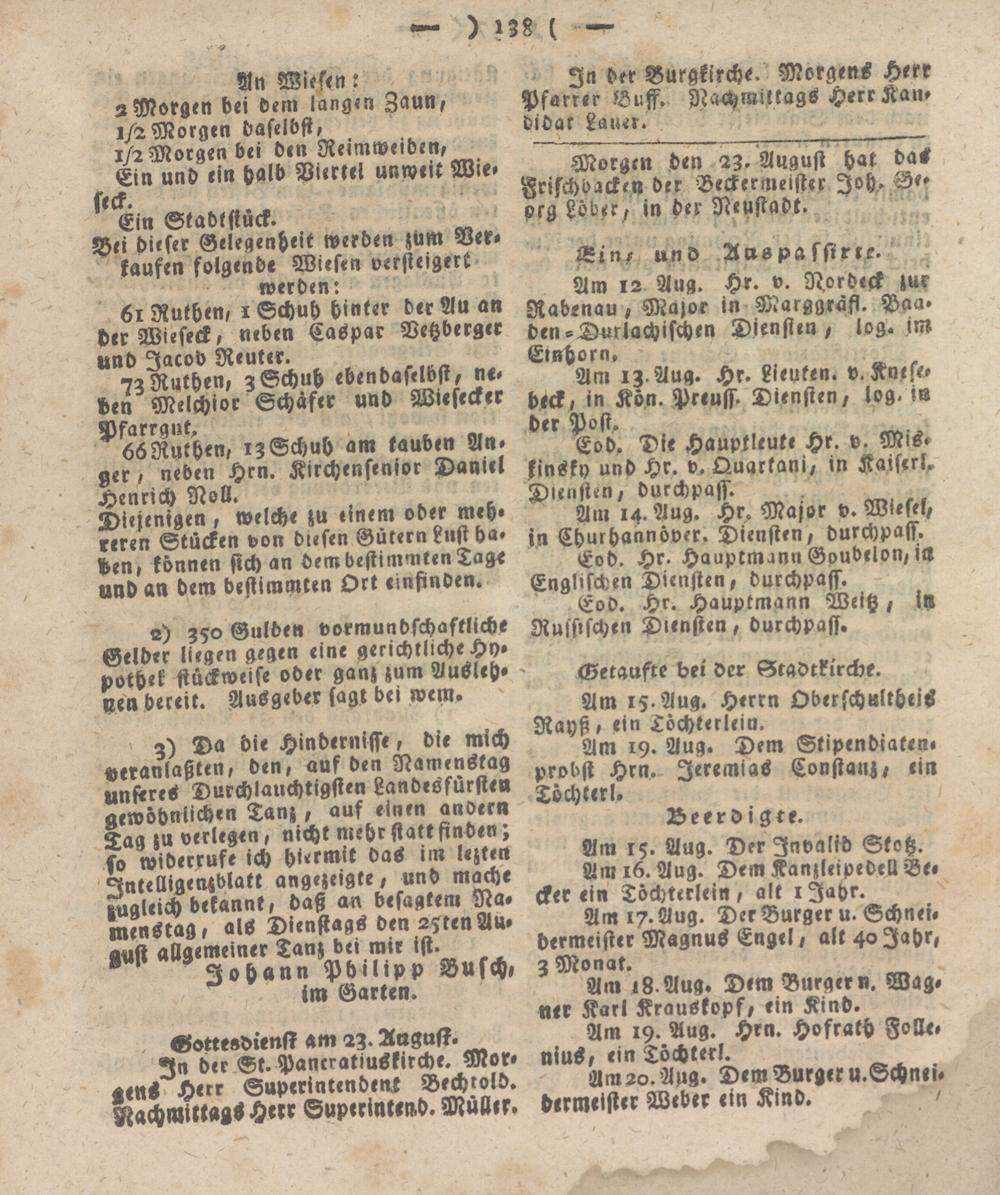 — ) 138 ( —
An Wiesen:
2 Morgen bei dem langen Zaun,
1/2 Morgen daselbst,
1/2 Morgen bei den Reimweiden,
Ein und ein halb Viertel unweit Wie-
seck.
Ein Stadtstück.
Bei dieser Gelegenheit werden zum Ver-
kaufen folgende Wiesen versteigert
werden:
61 Ruthen, 1 Schuh hinter der Au an
der Wieseck, neben Caspar Vetzberger
und Jacob Reuter.
73 Ruthen, 3 Schuh ebendaselbst, ne-
ben Melchior Schäfer und Wiesecker
Pfarrgut.
66 Ruthen, 13 Schuh am tauben An-
ger, neben Hrn. Kirchensenior Daniel
Henrich Noll.
Diejenigen, welche zu einem oder meh-
reren Stücken von diesen Gütern Lust ha-
ben, können sich an dem bestimmten Tage
und an dem bestimmten Ort einfinden.
2) 350 Gulden vormundschaftliche
Gelder liegen gegen eine gerichtliche Hy-
pothek stückweise oder ganz zum Ausleh-
nen bereit. Ausgeber sagt bei wem.
3) Da die Hindernisse, die mich
veranlaßten, den, auf den Namenstag
unseres Durchlauchtigsten Landesfürsten
gewöhnlichen Tanz, auf einen andern
Tag zu verlegen, nicht mehr statt finden;
so widerrufe ich hiermit das im lezten
Intelligenzblatt angezeigte, und mache
zugleich bekannt, daß an besagtem Na-
menstag, als Dienstags den 25ten Au-
gust allgemeiner Tanz bei mir ist.
Johann Philipp Busch,
im Garten.
Gottesdienst am 23. August.
In der St. Pancratiuskirche. Mor-
gens Herr Superintendent Bechtold.
Nachmittags Herr Superintend. Müller.
In der Burgkirche. Morgens Herr
Pfarrer Buff. Nachmittags Herr Kan-
didat Lauer.
Morgen den 23. August hat das
Frischbacken der Beckermeister Joh. Ge-
org Löber, in der Neustadt.
Ein- und Auspassirte.
Am 12. Aug. Hr. v. Nordeck zur
Rabenau, Major in Marggräfl. Baa-
den-Durlachischen Diensten, log. im
Einhorn.
Am 13. Aug. Hr. Lieuten. v. Knese-
beck, in Kön. Preuss. Diensten, log. in
der Post.
Eod. Die Hauptleute Hr. v. Mis-
kinsky und Hr. v. Quartani, in Kaiserl.
Diensten, durchpass.
Am 14. Aug. Hr. Major v. Wiesel,
in Churhannöver. Diensten, durchpass.
Eod. Hr. Hauptmann Goubelon, in
Englischen Diensten, durchpass.
Eod. Hr. Hauptmann Weitz, in
Russischen Diensten, durchpass.
Getaufte bei der Stadtkirche.
Am 15. Aug. Herrn Oberschultheis
Rayß, ein Töchterlein.
Am 19. Aug. Dem Stipendiaten-
probst Hrn. Jeremias Constanz, ein
Töchterl.
Beerdigte.
Am 15. Aug. Der Invalid Stotz.
Am 16. Aug. Dem Kanzleipedell Be-
cker ein Töchterlein, alt 1 Jahr.
Am 17. Aug. Der Burger u. Schnei-
dermeister Magnus Engel, alt 40 Jahr,
3 Monat.
Am 18. Aug. Dem Burger u. Wag-
ner Karl Krauskopf, ein Kind.
Am 19. Aug. Hrn. Hofrath Folle-
nius, ein Töchterl.
Am 20. Aug. Dem Burger u. Schnei-
dermeister Weber ein Kind.